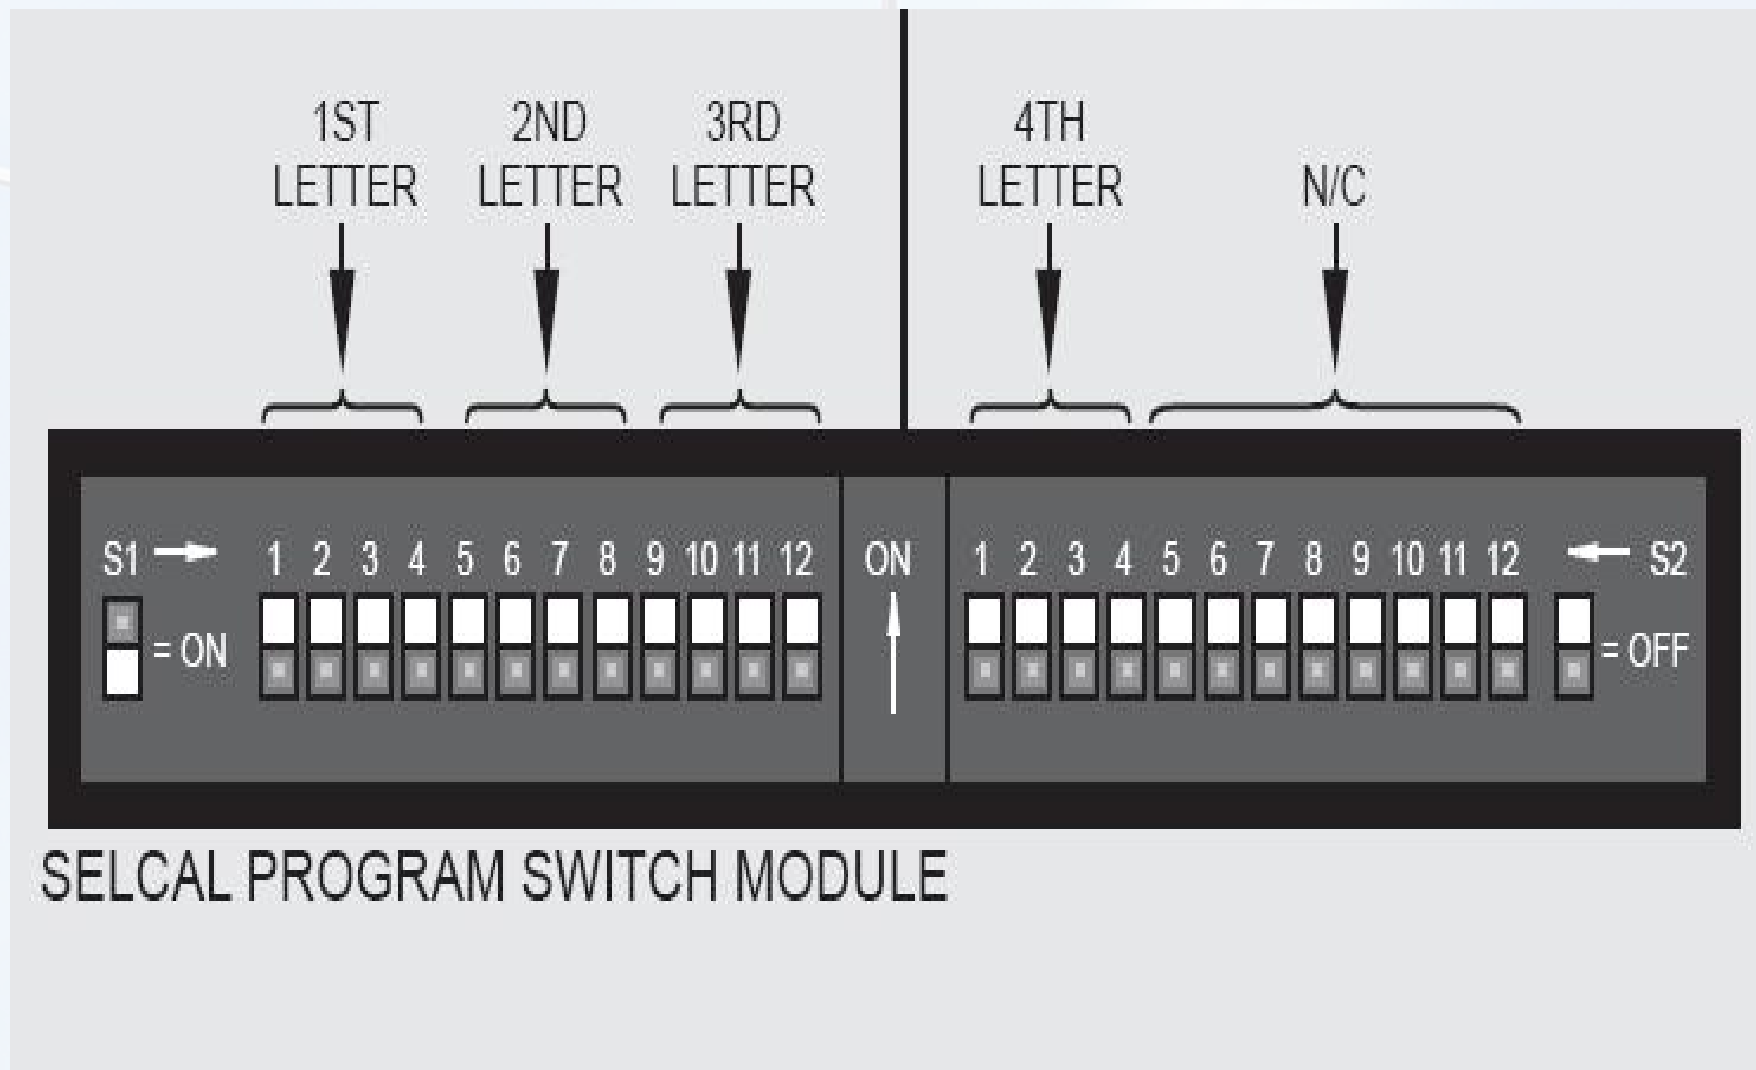 1ST LETTER
2ND LETTER
3RD LETTER
4TH LETTER
N/C
S1 1 2 3 4 5 6 7 8 9 10 11 12 ON 1 2 3 4 5 6 7 8 9 10 11 12 S2
= ON
= OFF
SELCAL PROGRAM SWITCH MODULE